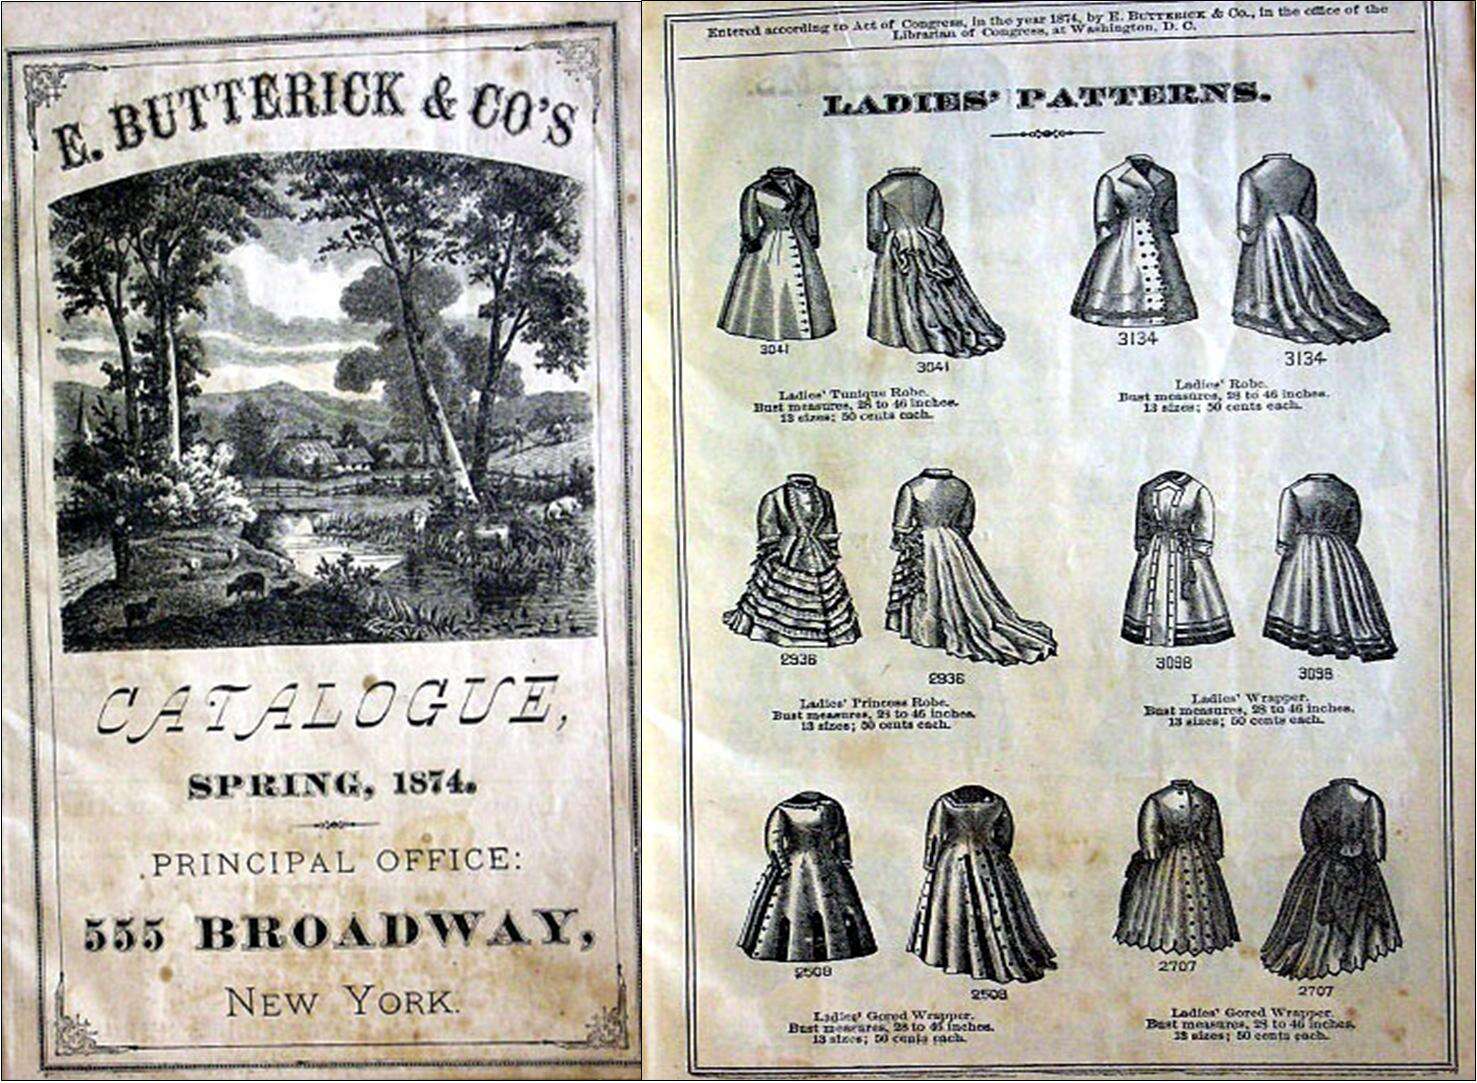 E. BUTTERICK & CO'S
CATALOGUE,
SPRING, 1874.
PRINCIPAL OFFICE:
555 BROADWAY,
NEW YORK.
Entered according to Act of Congress, in the year 1874, by E. BUTTERICK & Co., in the office of the
Librarian of Congress, at Washington, D. C.
LADIES' PATTERNS.
3041
3041
Ladies' Tunique Robe.
Bust measures, 28 to 46 inches.
13 sizes; 50 cents each.
3134
3134
Ladies' Robe.
Bust measures, 28 to 46 inches.
13 sizes; 50 cents each.
2936
2936
Ladies' Princess Robe.
Bust measures, 28 to 46 inches.
13 sizes; 50 cents each.
3098
3098
Ladies' Wrapper.
Bust measures, 28 to 46 inches.
13 sizes; 50 cents each.
2508
2508
Ladies' Gored Wrapper.
Bust measures, 28 to 46 inches.
13 sizes; 50 cents each.
2707
2707
Ladies' Gored Wrapper.
Bust measures, 28 to 46 inches.
13 sizes; 50 cents each.